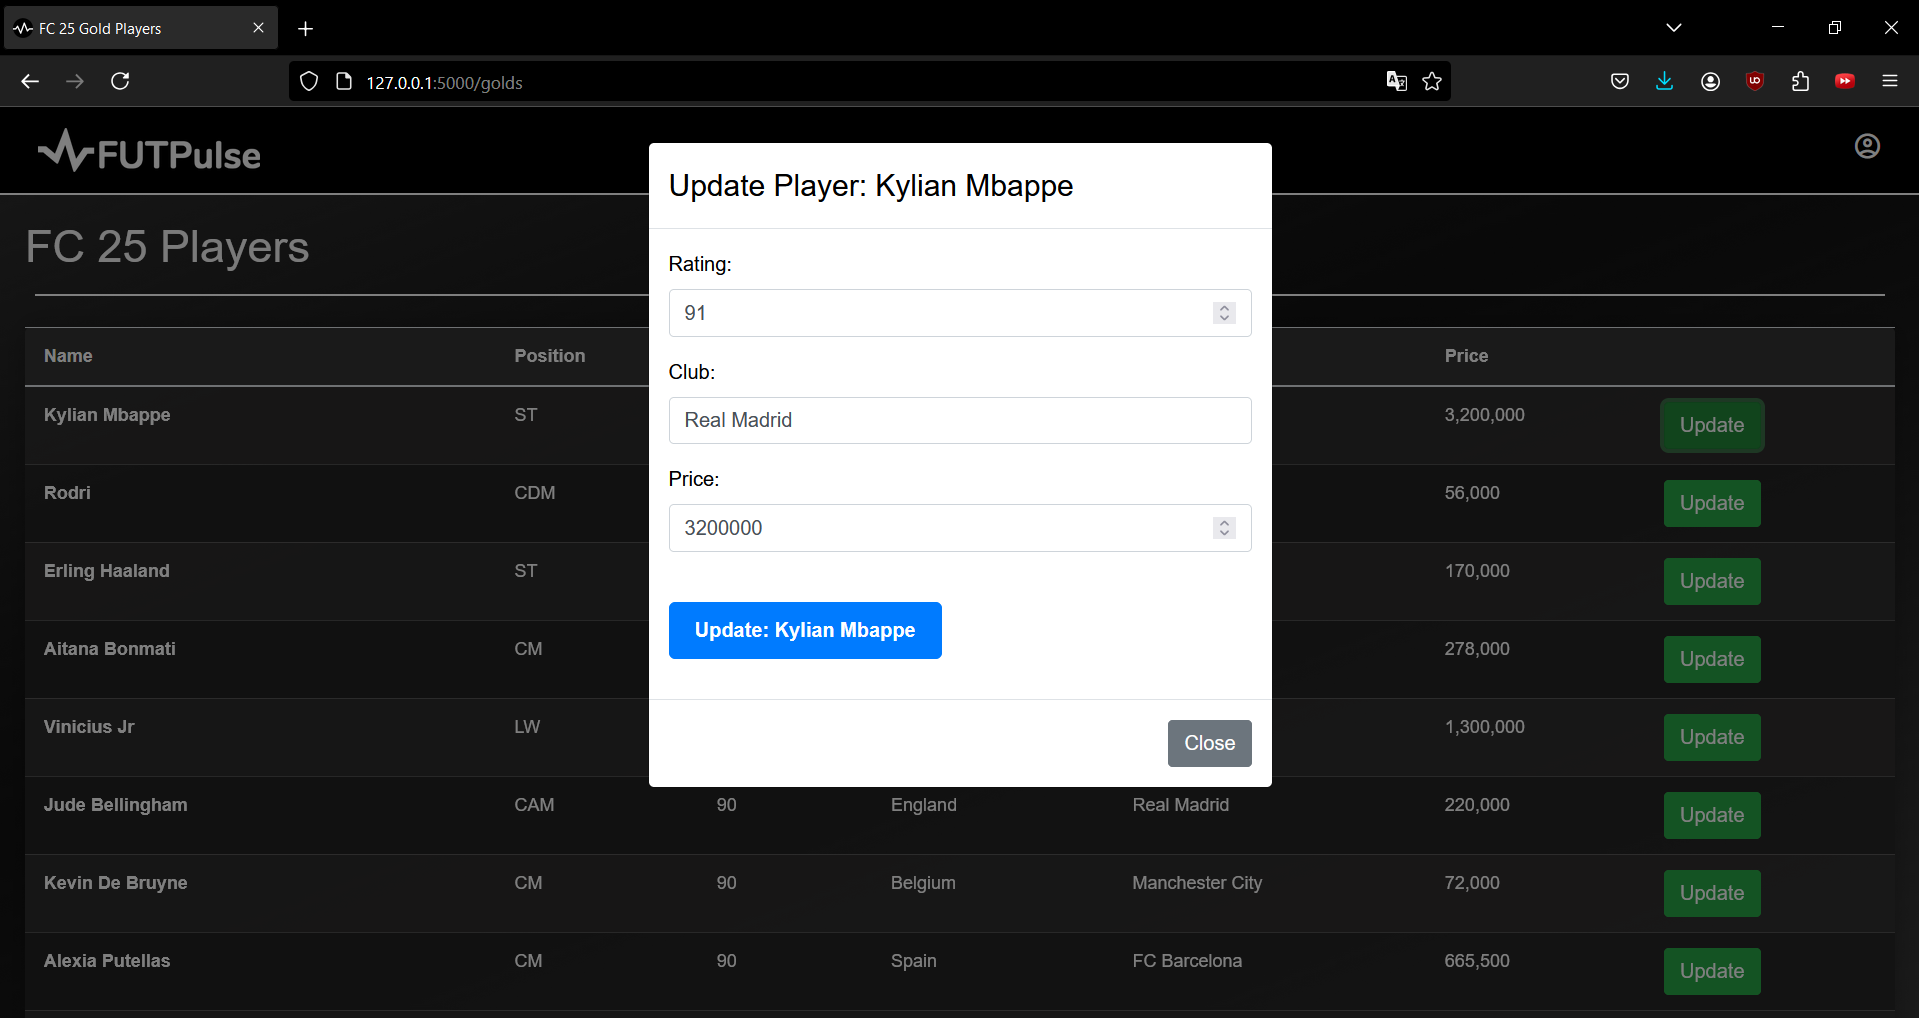 FC 25 Gold Players
127.0.0.1:5000/golds
FUTPulse
Update Player: Kylian Mbappe
FC 25 Players
Rating:
91
Club:
Real Madrid
Price:
3200000
Update: Kylian Mbappe
Close
Name Position Price
Kylian Mbappe ST 3,200,000 Update
Rodri CDM 56,000 Update
Erling Haaland ST 170,000 Update
Aitana Bonmati CM 278,000 Update
Vinicius Jr LW 1,300,000 Update
Jude Bellingham CAM 90 England Real Madrid 220,000 Update
Kevin De Bruyne CM 90 Belgium Manchester City 72,000 Update
Alexia Putellas CM 90 Spain FC Barcelona 665,500 Update